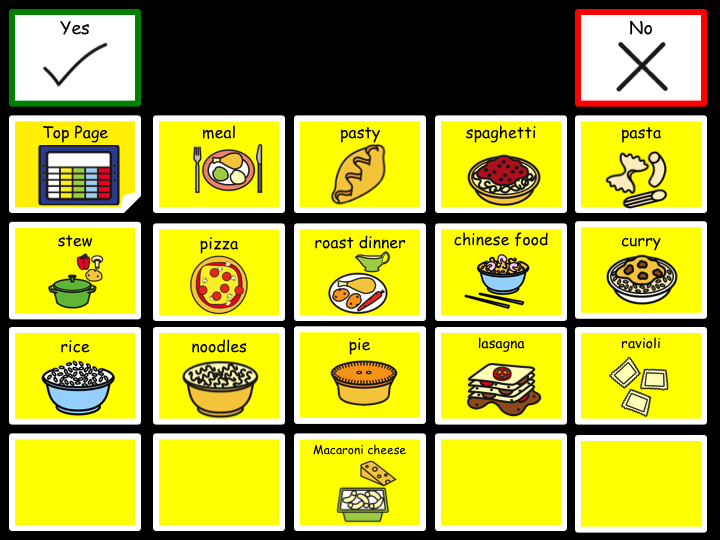 Yes
No
Top Page
meal
pasty
spaghetti
pasta
stew
pizza
roast dinner
chinese food
curry
rice
noodles
pie
lasagna
ravioli
Macaroni cheese